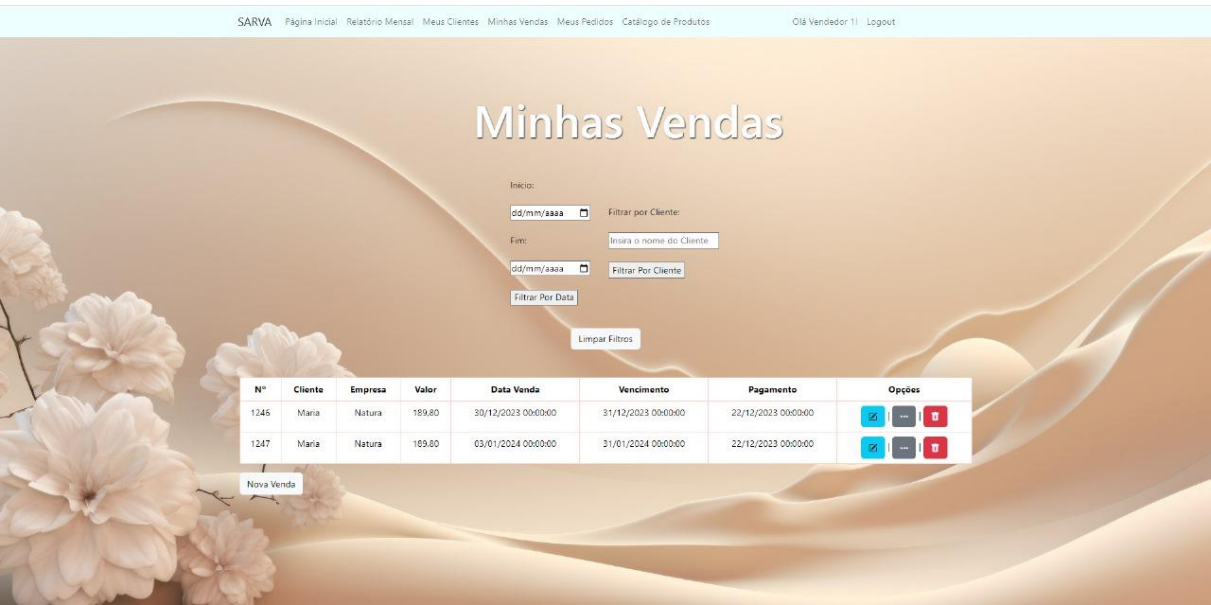 SARVA Página Inicial Relatório Mensal Meus Clientes Minhas Vendas Meus Pedidos Catálogo de Produtos Olá Vendedor 1! Logout
Minhas Vendas
Início:
dd/mm/aaaa Filtrar por Cliente:
Fim: Insira o nome do Cliente
dd/mm/aaaa Filtrar Por Cliente
Filtrar Por Data
Limpar Filtros
Nº Cliente Empresa Valor Data Venda Vencimento Pagamento Opções
1246 Maria Natura 189,80 30/12/2023 00:00:00 31/12/2023 00:00:00 22/12/2023 00:00:00 | |
1247 Maria Natura 189,80 03/01/2024 00:00:00 31/01/2024 00:00:00 22/12/2023 00:00:00 | |
Nova Venda